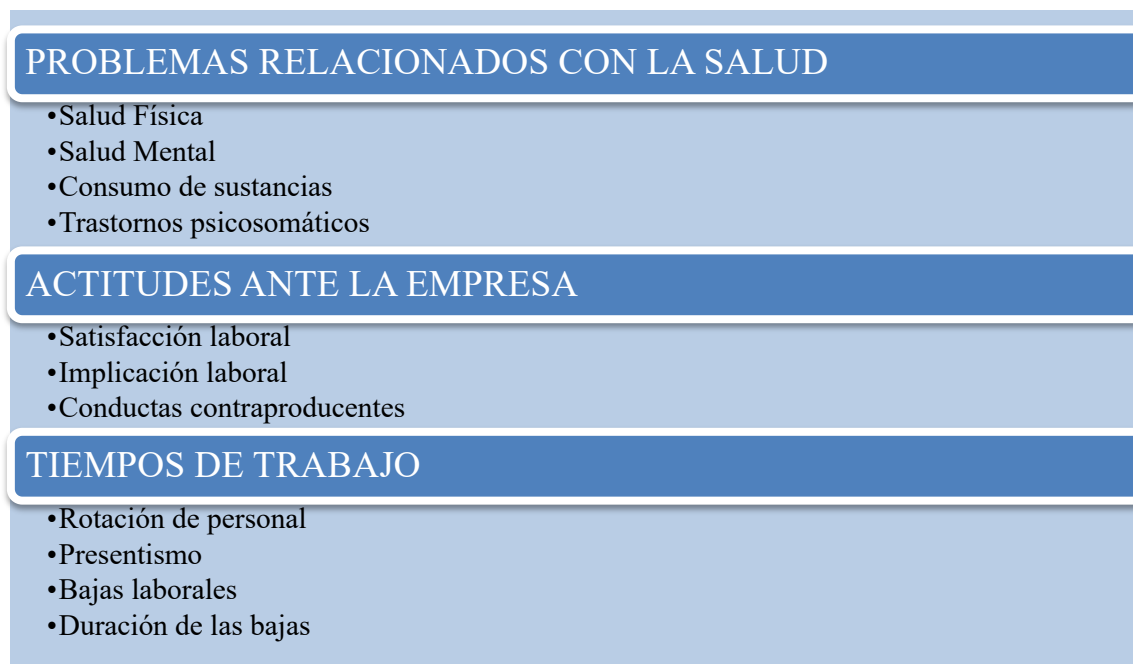 PROBLEMAS RELACIONADOS CON LA SALUD
•Salud Física
•Salud Mental
•Consumo de sustancias
•Trastornos psicosomáticos
ACTITUDES ANTE LA EMPRESA
•Satisfacción laboral
•Implicación laboral
•Conductas contraproducentes
TIEMPOS DE TRABAJO
•Rotación de personal
•Presentismo
•Bajas laborales
•Duración de las bajas